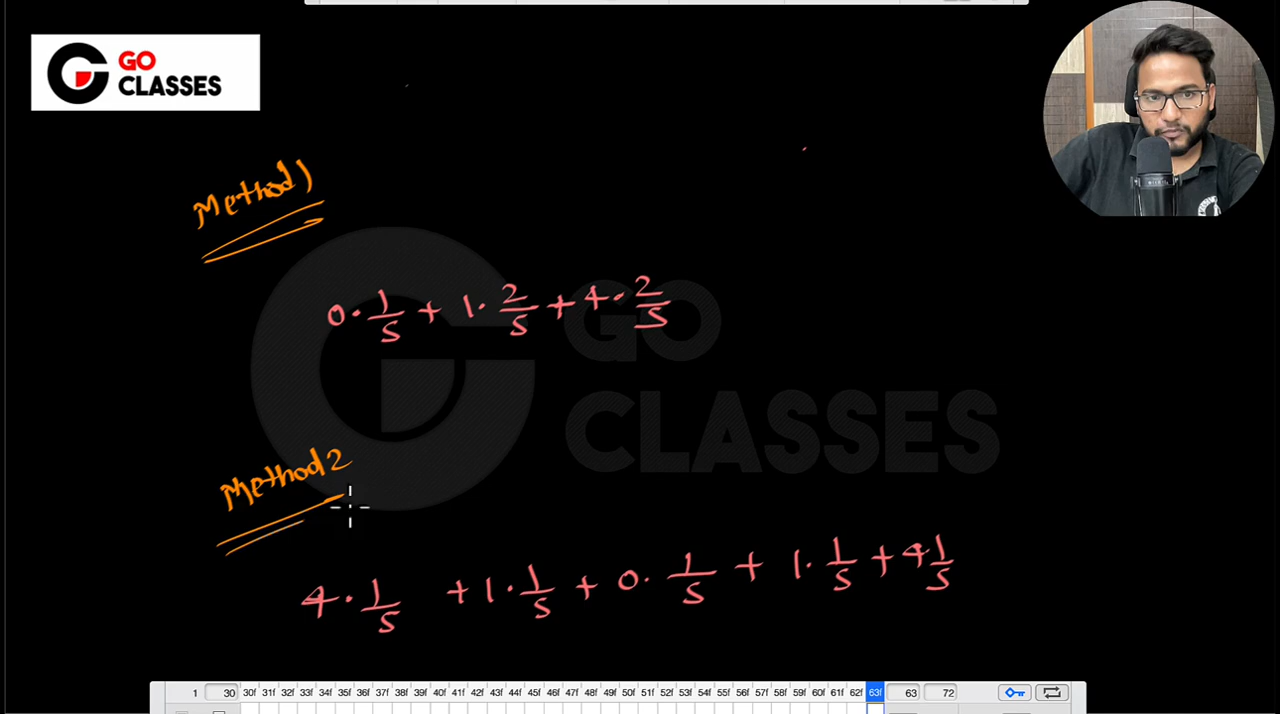 GO
CLASSES
Method 1
0 · 1/5 + 1 · 2/5 + 4 · 2/5
GO
CLASSES
Method 2
4 · 1/5 + 1 · 1/5 + 0 · 1/5 + 1 · 1/5 + 4 1/5
1 30 30f 31f 32f 33f 34f 35f 36f 37f 38f 39f 40f 41f 42f 43f 44f 45f 46f 47f 48f 49f 50f 51f 52f 53f 54f 55f 56f 57f 58f 59f 60f 61f 62f 63f 63 72